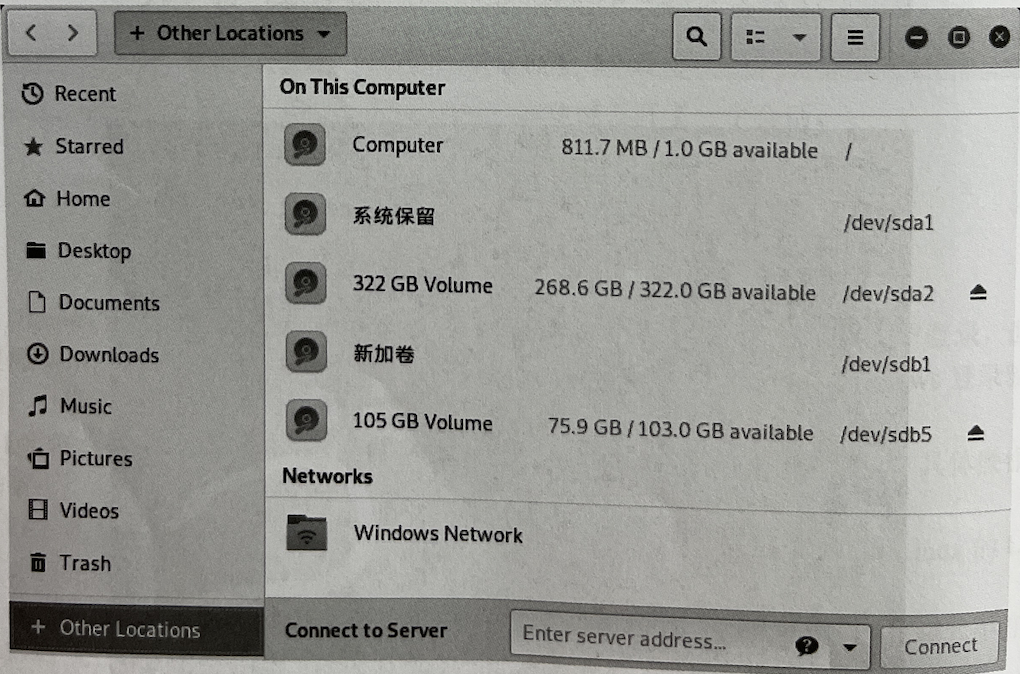 Other Locations
Recent
Starred
Home
Desktop
Documents
Downloads
Music
Pictures
Videos
Trash
Other Locations
On This Computer
Computer 811.7 MB / 1.0 GB available /
系统保留 /dev/sda1
322 GB Volume 268.6 GB / 322.0 GB available /dev/sda2
新加卷 /dev/sdb1
105 GB Volume 75.9 GB / 103.0 GB available /dev/sdb5
Networks
Windows Network
Connect to Server Enter server address... Connect